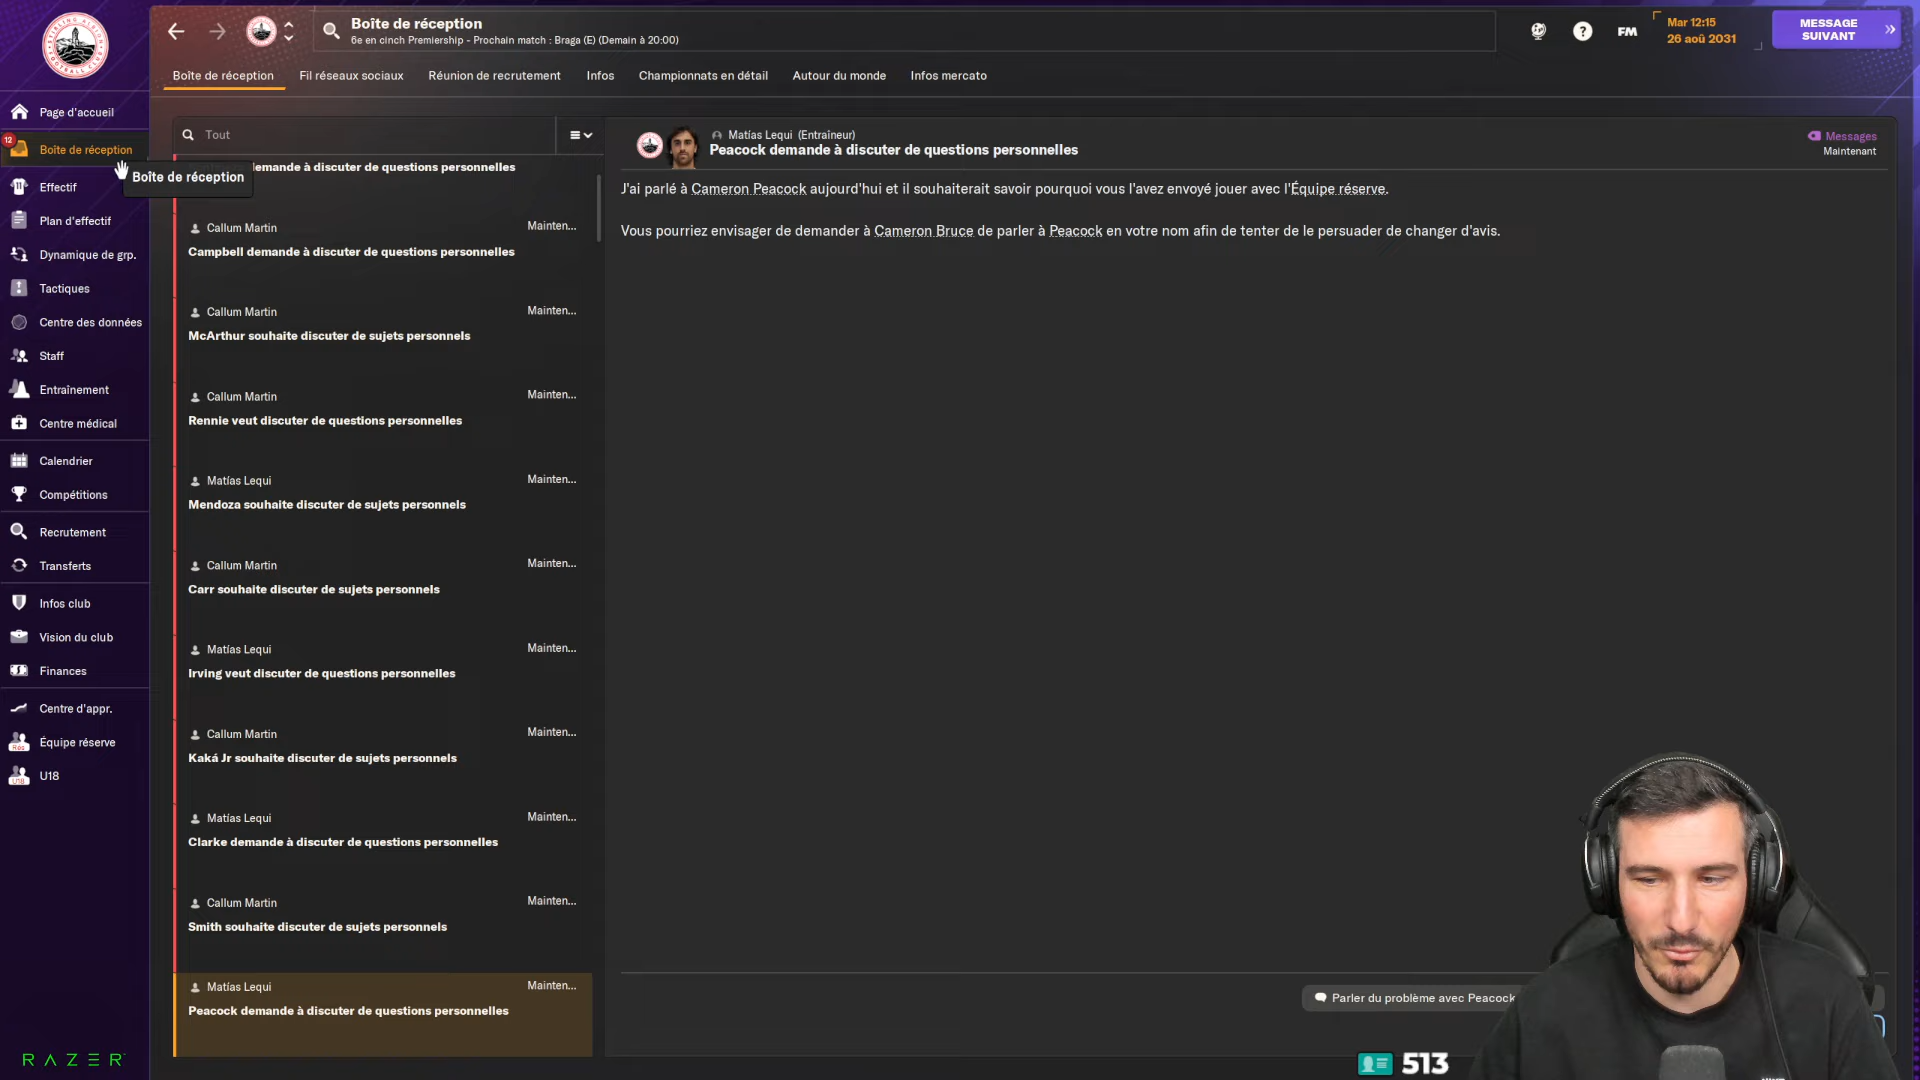 Boîte de réception
6e en cinch Premiership - Prochain match : Braga (E) (Demain à 20:00)
FM
Mar 12:15
26 aoû 2031
MESSAGE
SUIVANT
Boîte de réception
Fil réseaux sociaux
Réunion de recrutement
Infos
Championnats en détail
Autour du monde
Infos mercato
Page d'accueil
12
Boîte de réception
Boîte de réception
Effectif
Plan d'effectif
Dynamique de grp.
Tactiques
Centre des données
Staff
Entraînement
Centre médical
Calendrier
Compétitions
Recrutement
Transferts
Infos club
Vision du club
Finances
Centre d'appr.
Équipe réserve
U18
RAZER
Tout
demande à discuter de questions personnelles
Callum Martin
Mainten...
Campbell demande à discuter de questions personnelles
Callum Martin
Mainten...
McArthur souhaite discuter de sujets personnels
Callum Martin
Mainten...
Rennie veut discuter de questions personnelles
Matías Lequi
Mainten...
Mendoza souhaite discuter de sujets personnels
Callum Martin
Mainten...
Carr souhaite discuter de sujets personnels
Matías Lequi
Mainten...
Irving veut discuter de questions personnelles
Callum Martin
Mainten...
Kaká Jr souhaite discuter de sujets personnels
Matías Lequi
Mainten...
Clarke demande à discuter de questions personnelles
Callum Martin
Mainten...
Smith souhaite discuter de sujets personnels
Matías Lequi
Mainten...
Peacock demande à discuter de questions personnelles
Matías Lequi (Entraîneur)
Peacock demande à discuter de questions personnelles
Messages
Maintenant
J'ai parlé à Cameron Peacock aujourd'hui et il souhaiterait savoir pourquoi vous l'avez envoyé jouer avec l'Équipe réserve.
Vous pourriez envisager de demander à Cameron Bruce de parler à Peacock en votre nom afin de tenter de le persuader de changer d'avis.
Parler du problème avec Peacock
513